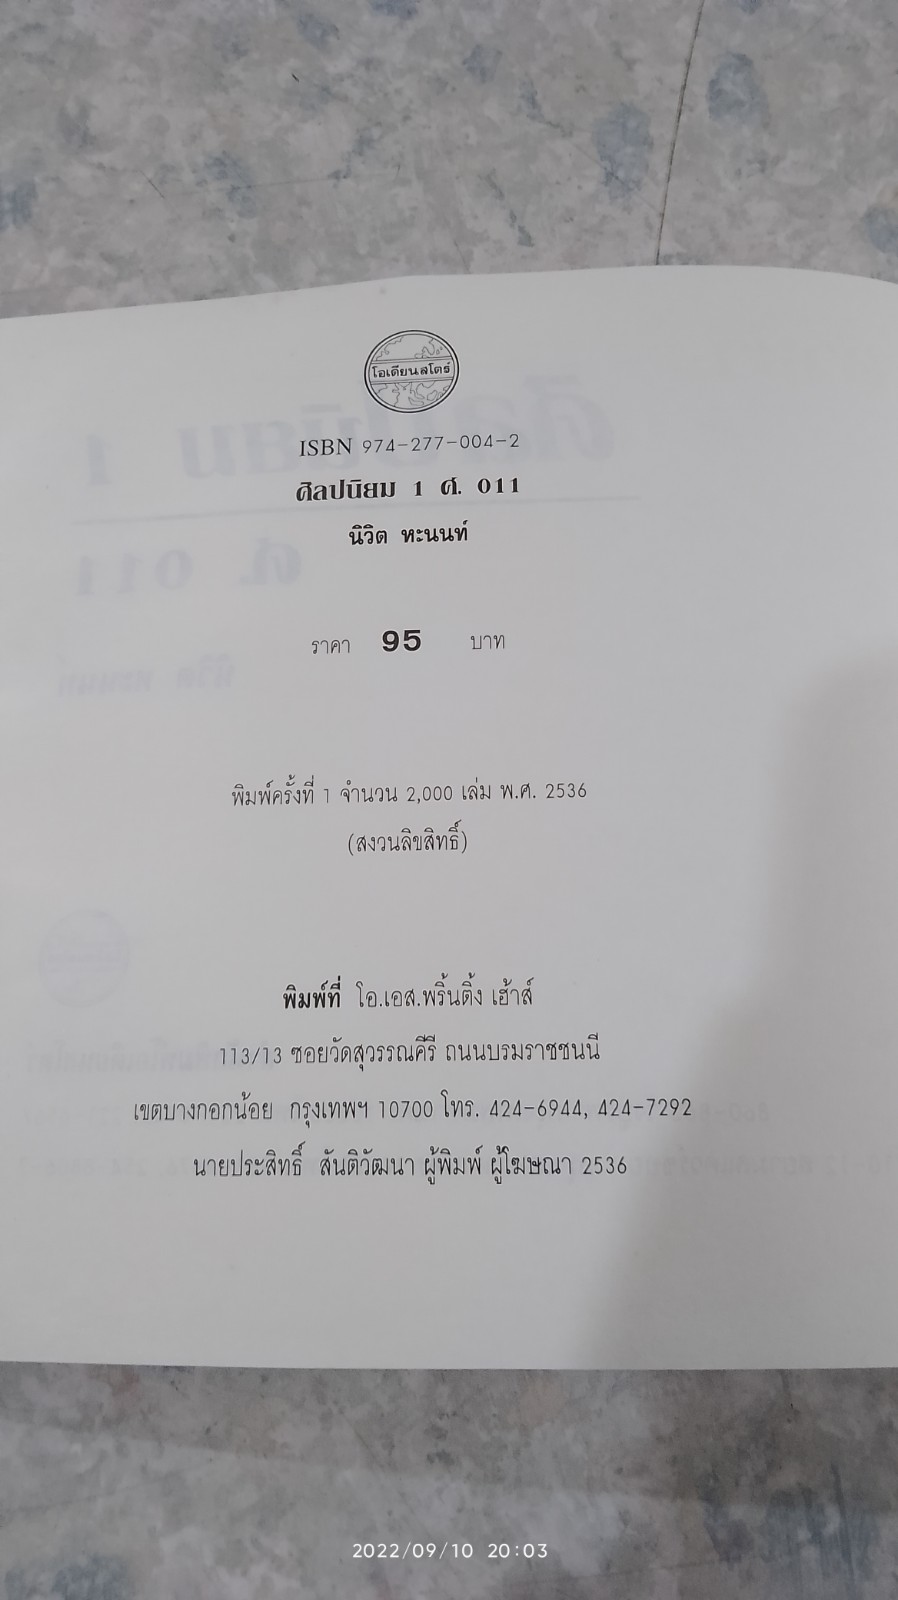 โอเดียนสโตร์
ISBN 974-277-004-2
ศิลปนิยม 1 ศ. 011
นิวิต หะนนท์
ราคา 95 บาท
พิมพ์ครั้งที่ 1 จำนวน 2,000 เล่ม พ.ศ. 2536
(สงวนลิขสิทธิ์)
พิมพ์ที่ โอ.เอส.พริ้นติ้ง เฮ้าส์
113/13 ซอยวัดสุวรรณคีรี ถนนบรมราชชนนี
เขตบางกอกน้อย กรุงเทพฯ 10700 โทร. 424-6944, 424-7292
นายประสิทธิ์ สันติวัฒนา ผู้พิมพ์ ผู้โฆษณา 2536
2022/09/10 20:03